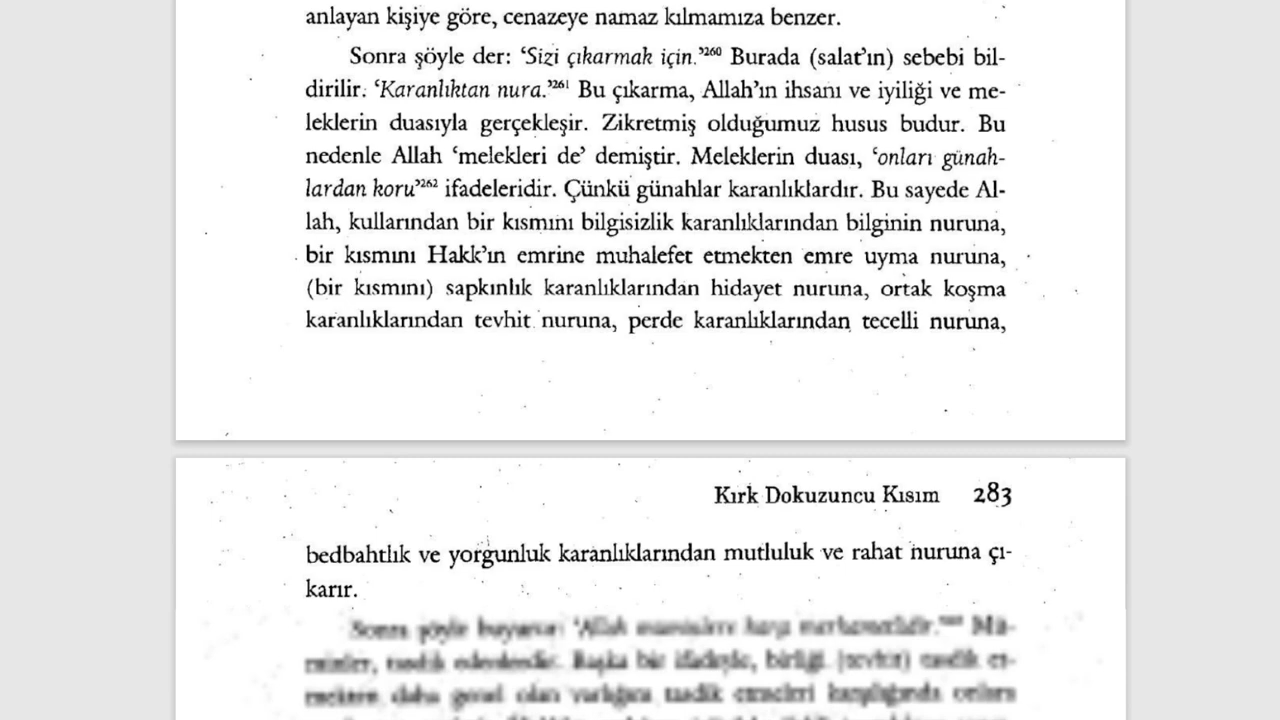 anlayan kişiye göre, cenazeye namaz kılmamıza benzer.
Sonra şöyle der: ‘Sizi çıkarmak için.’²⁶⁰ Burada (salat’ın) sebebi bil-
dirilir. ‘Karanlıktan nura.’²⁶¹ Bu çıkarma, Allah’ın ihsanı ve iyiliği ve me-
leklerin duasıyla gerçekleşir. Zikretmiş olduğumuz husus budur. Bu
nedenle Allah ‘melekleri de’ demiştir. Meleklerin duası, ‘onları günah-
lardan koru’²⁶² ifadeleridir. Çünkü günahlar karanlıklardır. Bu sayede Al-
lah, kullarından bir kısmını bilgisizlik karanlıklarından bilginin nuruna,
bir kısmını Hakk’ın emrine muhalefet etmekten emre uyma nuruna,
(bir kısmını) sapkınlık karanlıklarından hidayet nuruna, ortak koşma
karanlıklarından tevhit nuruna, perde karanlıklarından tecelli nuruna,
Kırk Dokuzuncu Kısım 283
bedbahtlık ve yorgunluk karanlıklarından mutluluk ve rahat nuruna çı-
karır.